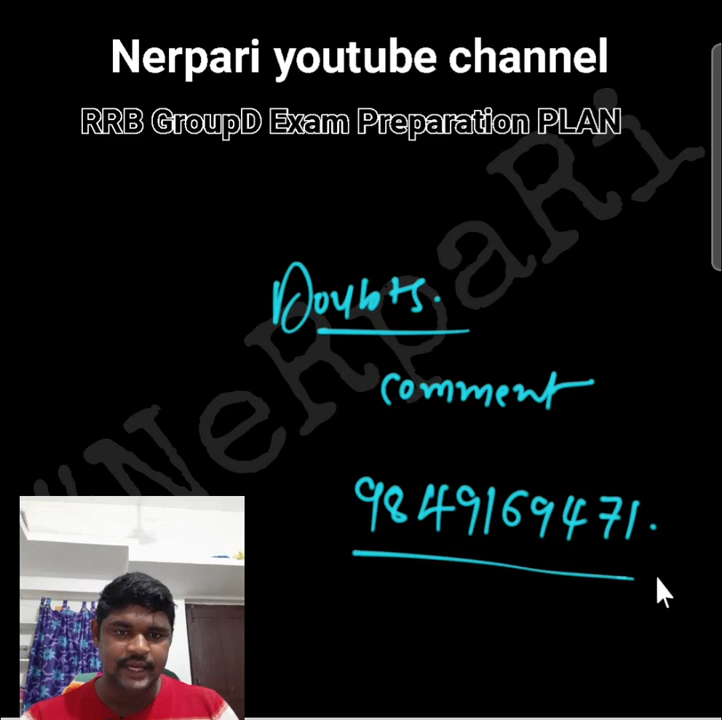 Nerpari youtube channel
RRB GroupD Exam Preparation PLAN
"NeRpaRi
Doubts.
comment
9849169471.